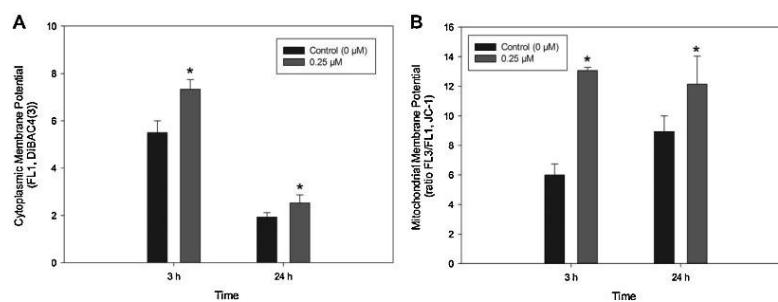 A
Cytoplasmic Membrane Potential
(FL1, DiBAC4(3))
10
8
6
4
2
0
Control (0 µM)
0.25 µM
*
*
3 h
24 h
Time
B
Mitochondrial Membrane Potential
(ratio FL3/FL1, JC-1)
16
14
12
10
8
6
4
2
0
Control (0 µM)
0.25 µM
*
*
3 h
24 h
Time